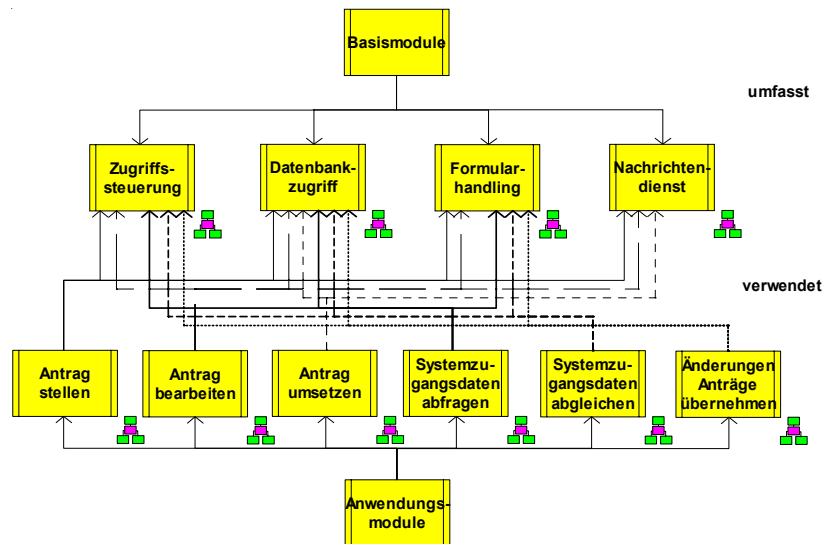 Basismodule
umfasst
Zugriffs-
steuerung
Datenbank-
zugriff
Formular-
handling
Nachrichten-
dienst
verwendet
Antrag
stellen
Antrag
bearbeiten
Antrag
umsetzen
Systemzu-
gangsdaten
abfragen
Systemzu-
gangsdaten
abgleichen
Änderungen
Anträge
übernehmen
Anwendungs-
module